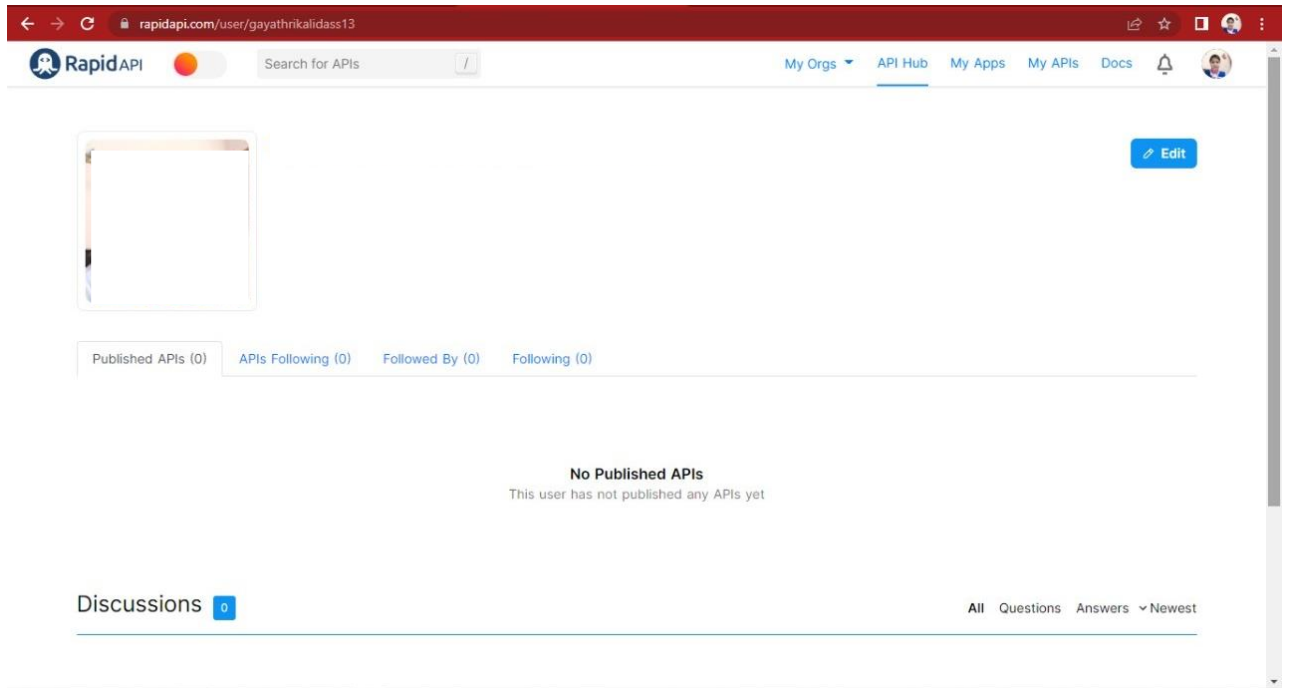 rapidapi.com/user/gayathrikalidass13
Rapid API Search for APIs / My Orgs API Hub My Apps My APIs Docs
Edit
Published APIs (0) APIs Following (0) Followed By (0) Following (0)
No Published APIs
This user has not published any APIs yet
Discussions 0 All Questions Answers Newest